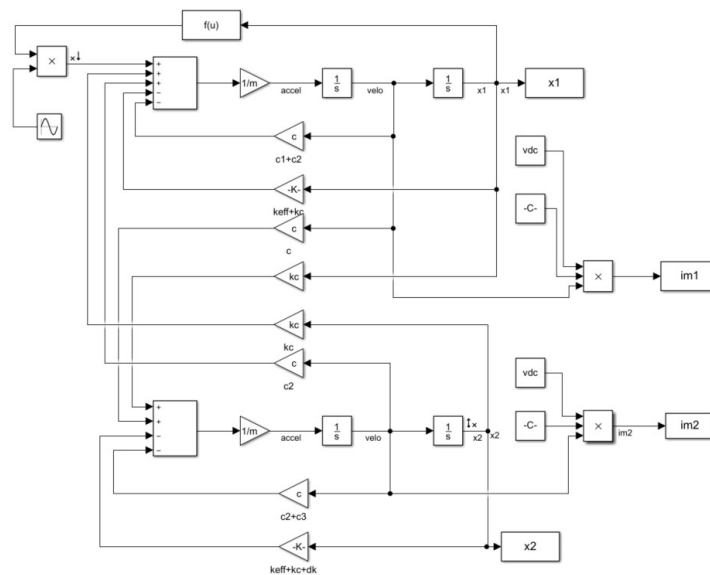 f(u)
x
+
+
+
−
−
1/m
accel
1
s
velo
1
s
x1
x1
x1
c
c1+c2
-K-
keff+kc
c
c
kc
vdc
-C-
×
im1
kc
kc
c
c2
+
+
−
−
1/m
accel
1
s
velo
1
s
x
x2
x2
vdc
-C-
×
im2
im2
c
c2+c3
-K-
keff+kc+dk
x2